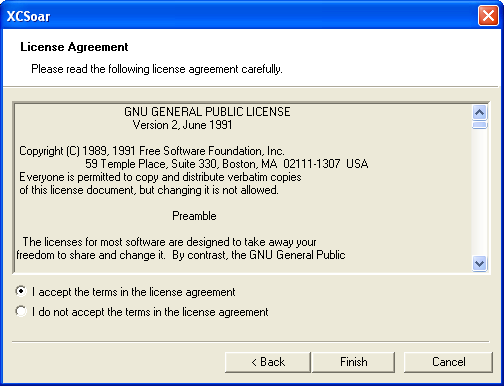 XCSoar
License Agreement
Please read the following license agreement carefully.
GNU GENERAL PUBLIC LICENSE
Version 2, June 1991
Copyright (C) 1989, 1991 Free Software Foundation, Inc.
59 Temple Place, Suite 330, Boston, MA  02111-1307  USA
Everyone is permitted to copy and distribute verbatim copies
of this license document, but changing it is not allowed.
Preamble
The licenses for most software are designed to take away your
freedom to share and change it.  By contrast, the GNU General Public
I accept the terms in the license agreement
I do not accept the terms in the license agreement
< Back
Finish
Cancel